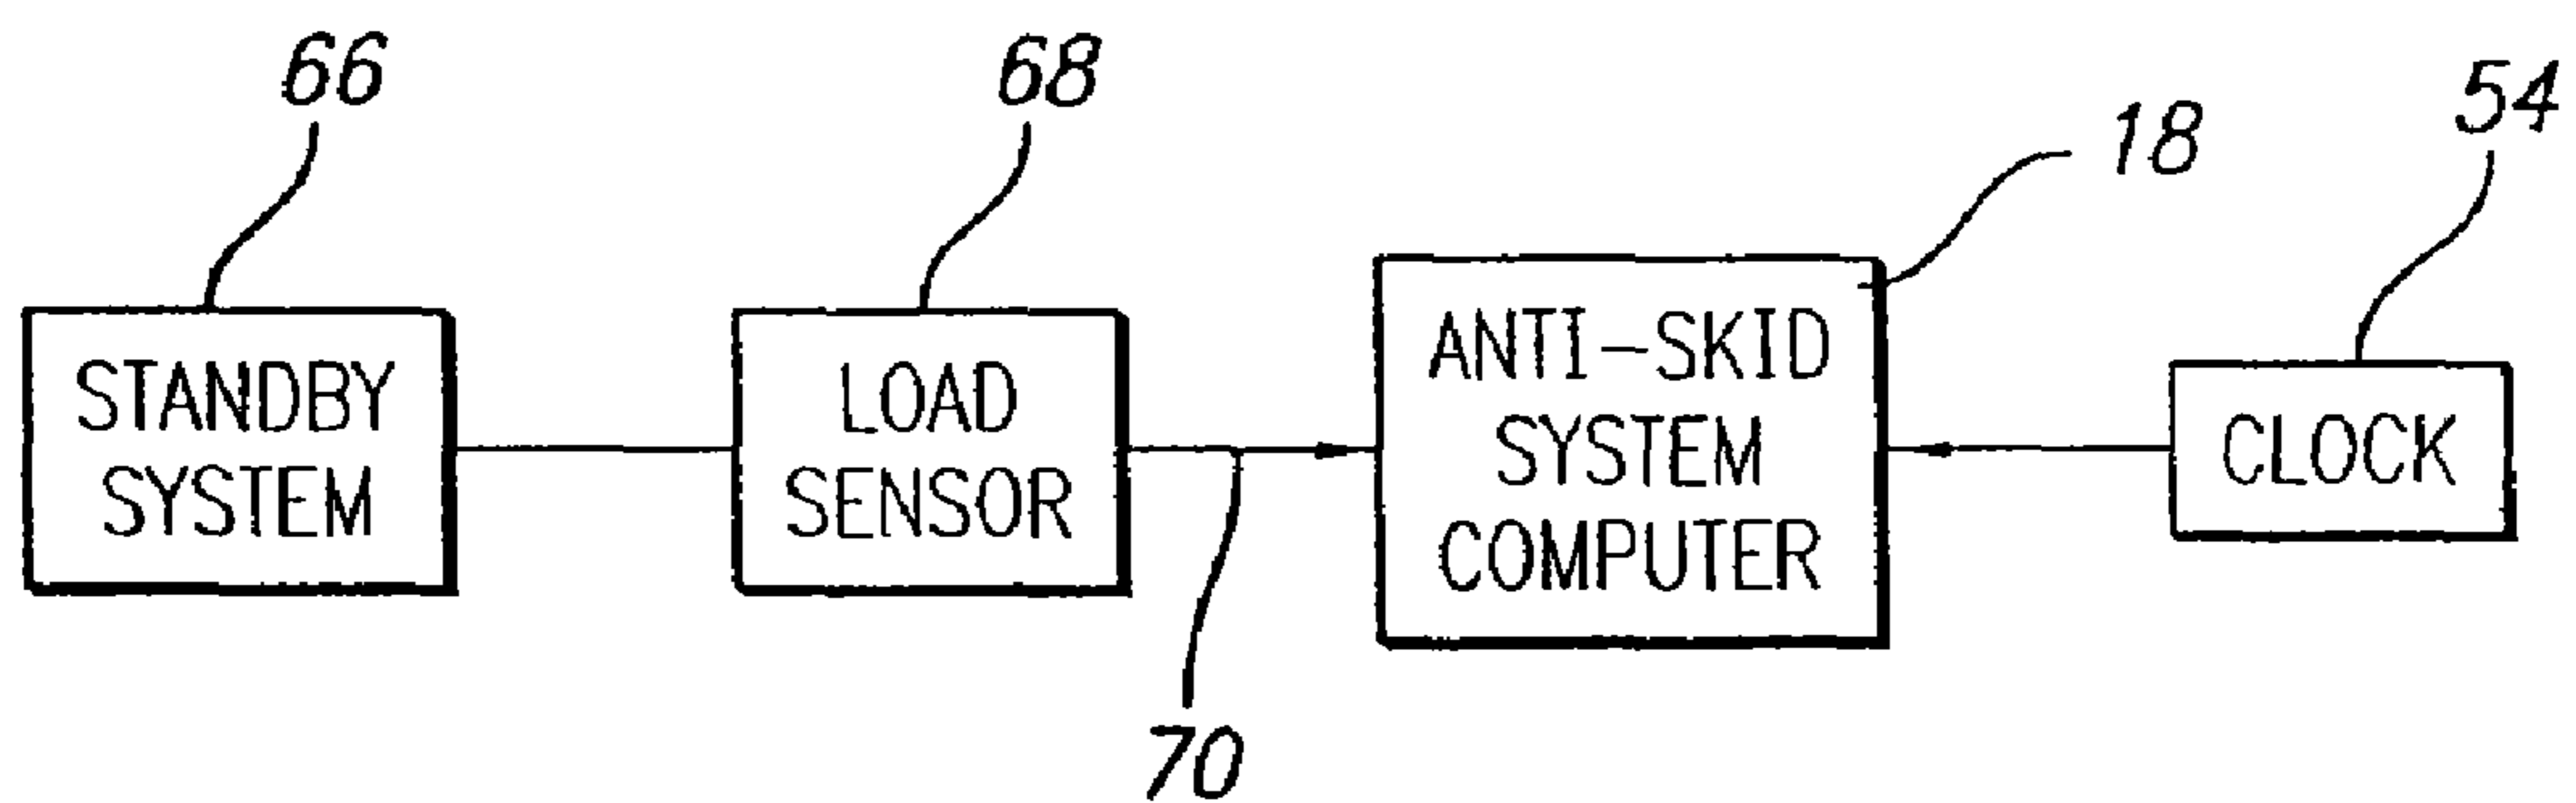 66
68
18
54
STANDBY
SYSTEM
LOAD
SENSOR
ANTI-SKID
SYSTEM
COMPUTER
CLOCK
70